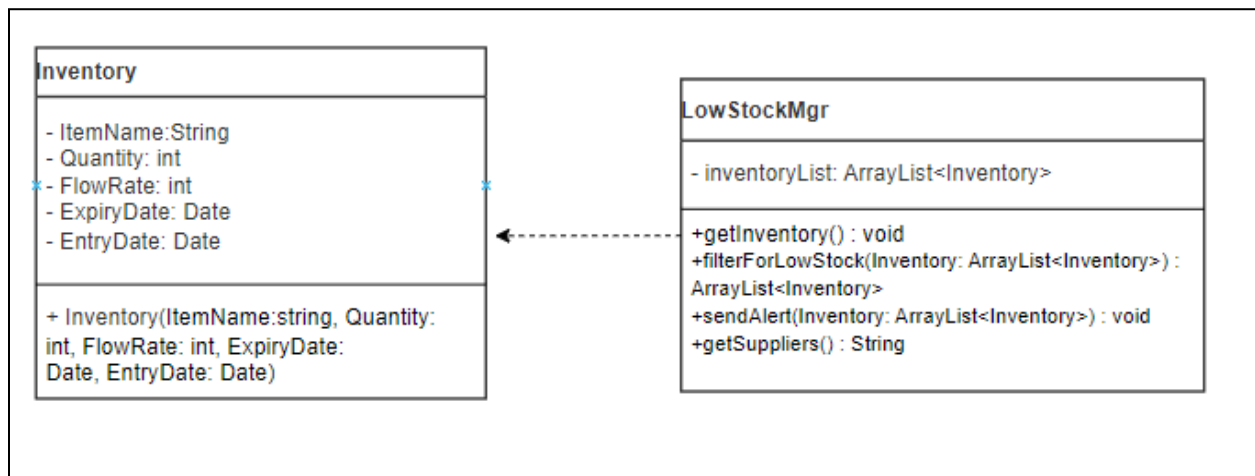 Inventory
- ItemName:String
- Quantity: int
- FlowRate: int
- ExpiryDate: Date
- EntryDate: Date
+ Inventory(ItemName:string, Quantity:
int, FlowRate: int, ExpiryDate:
Date, EntryDate: Date)
LowStockMgr
- inventoryList: ArrayList<Inventory>
+getInventory() : void
+filterForLowStock(Inventory: ArrayList<Inventory>) :
ArrayList<Inventory>
+sendAlert(Inventory: ArrayList<Inventory>) : void
+getSuppliers() : String